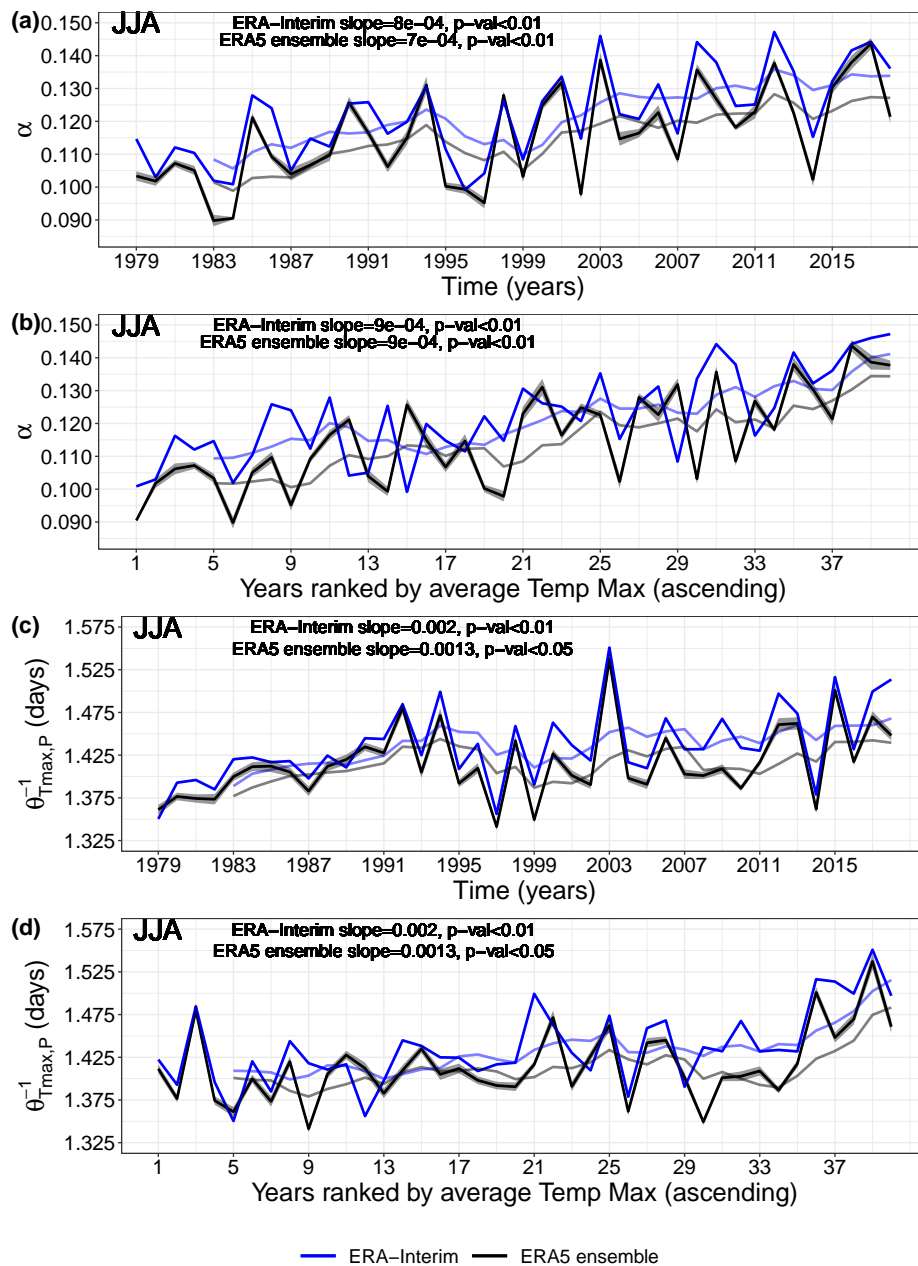 (a)
JJA
ERA−Interim slope=8e−04, p−val<0.01
ERA5 ensemble slope=7e−04, p−val<0.01
0.150
0.140
0.130
0.120
0.110
0.100
0.090
α
1979 1983 1987 1991 1995 1999 2003 2007 2011 2015
Time (years)
(b)
JJA
ERA−Interim slope=9e−04, p−val<0.01
ERA5 ensemble slope=9e−04, p−val<0.01
0.150
0.140
0.130
0.120
0.110
0.100
0.090
α
1 5 9 13 17 21 25 29 33 37
Years ranked by average Temp Max (ascending)
(c)
JJA
ERA−Interim slope=0.002, p−val<0.01
ERA5 ensemble slope=0.0013, p−val<0.05
1.575
1.525
1.475
1.425
1.375
1.325
θ⁻¹Tmax,P (days)
1979 1983 1987 1991 1995 1999 2003 2007 2011 2015
Time (years)
(d)
JJA
ERA−Interim slope=0.002, p−val<0.01
ERA5 ensemble slope=0.0013, p−val<0.05
1.575
1.525
1.475
1.425
1.375
1.325
θ⁻¹Tmax,P (days)
1 5 9 13 17 21 25 29 33 37
Years ranked by average Temp Max (ascending)
ERA−Interim ERA5 ensemble